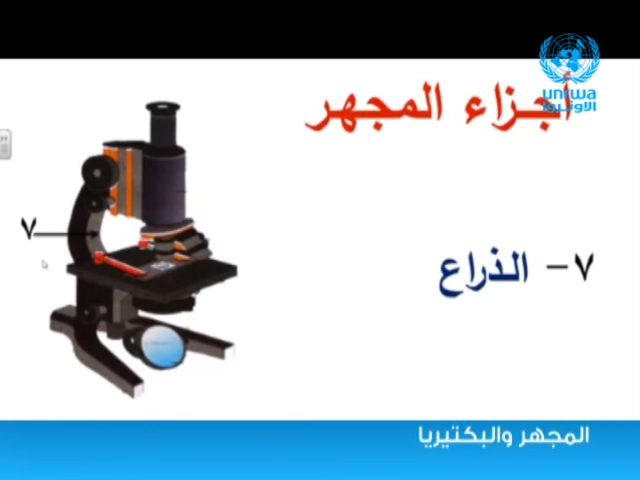 unrwa
الأونروا
أجزاء المجهر
٧
٧- الذراع
المجهر والبكتيريا